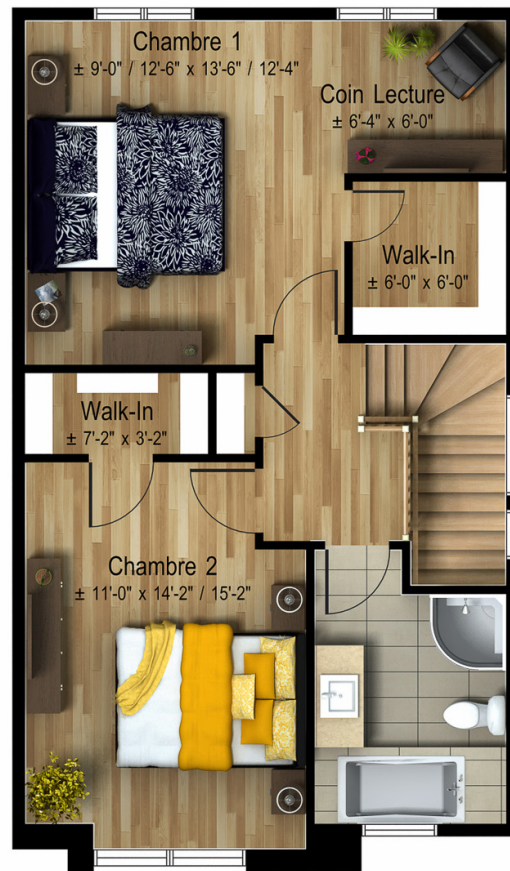 Chambre 1
± 9'-0" / 12'-6" x 13'-6" / 12'-4"
Coin Lecture
± 6'-4" x 6'-0"
Walk-In
± 6'-0" x 6'-0"
Walk-In
± 7'-2" x 3'-2"
Chambre 2
± 11'-0" x 14'-2" / 15'-2"